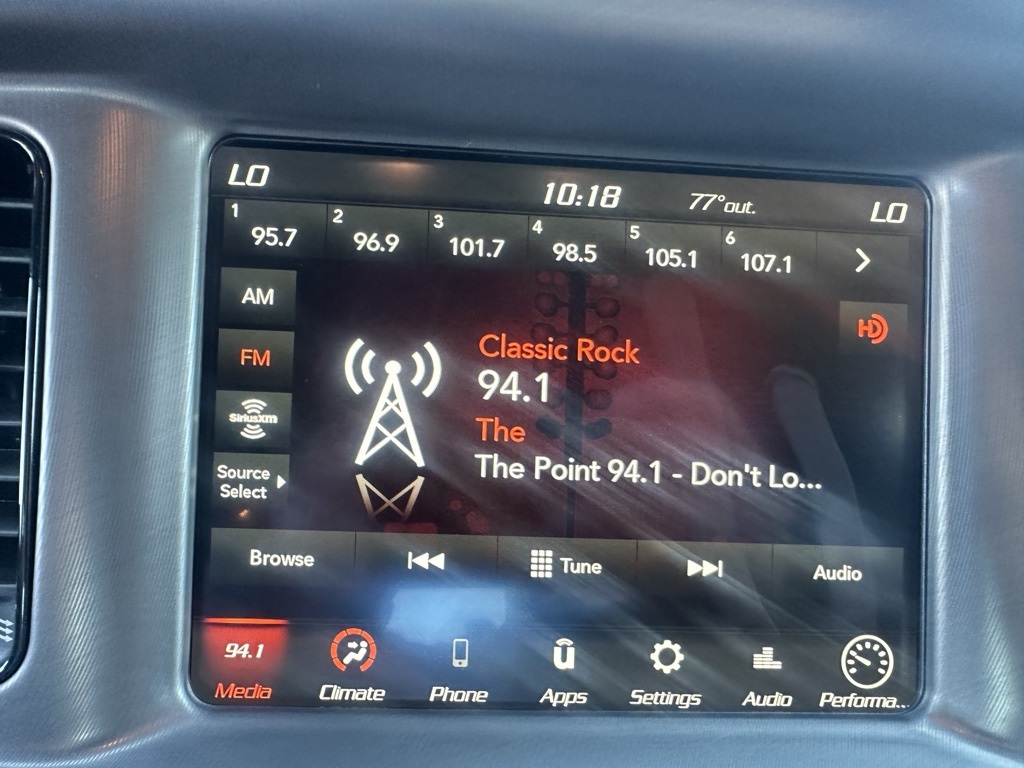 LO 10:18 77°out. LO
1 95.7 2 96.9 3 101.7 4 98.5 5 105.1 6 107.1
AM
HD
FM
Classic Rock
94.1
SiriusXm
The
The Point 94.1 - Don't Lo...
Source
Select
Browse Tune Audio
94.1
Media Climate Phone Apps Settings Audio Performa..